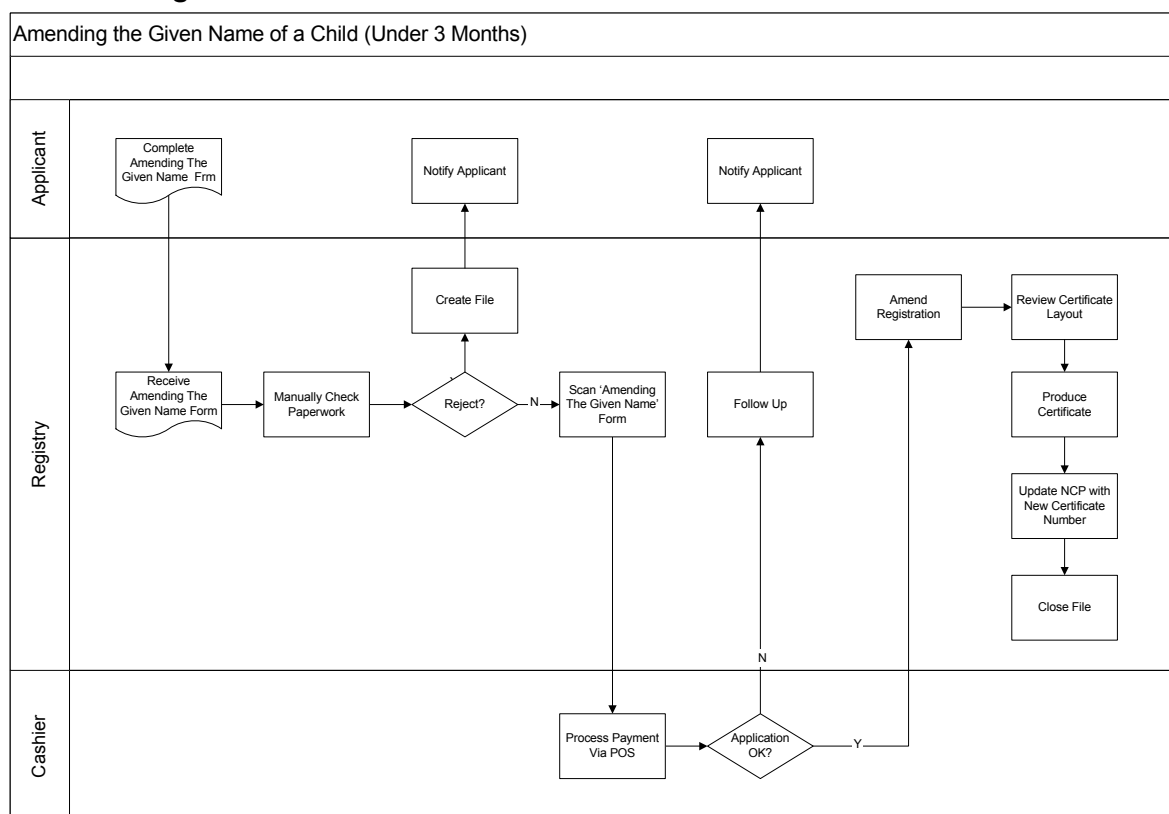 Amending the Given Name of a Child (Under 3 Months)
Applicant
Complete
Amending The
Given Name Frm
Notify Applicant
Notify Applicant
Registry
Create File
Amend
Registration
Review Certificate
Layout
Receive
Amending The
Given Name Form
Manually Check
Paperwork
Reject?
N
Scan ‘Amending
The Given Name’
Form
Follow Up
Produce
Certificate
Update NCP with
New Certificate
Number
Close File
N
Cashier
Process Payment
Via POS
Application
OK?
Y